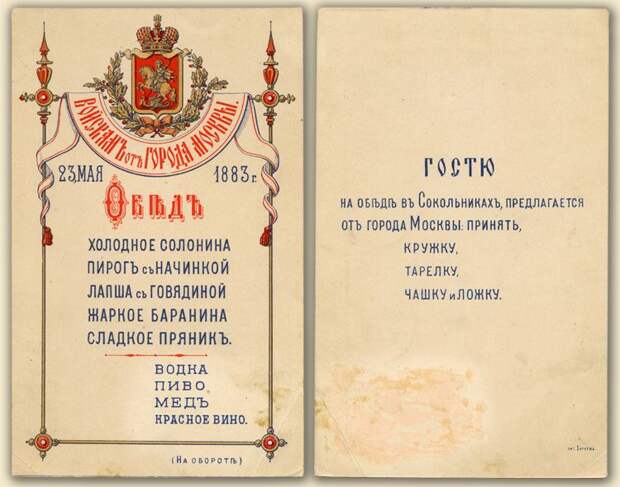 ВОЙСКАМЪ ОТЪ ГОРОДА МОСКВЫ.
23 МАЯ 1883 г.
ОБѢДЪ
ХОЛОДНОЕ СОЛОНИНА
ПИРОГЪ съ НАЧИНКОЙ
ЛАПША съ ГОВЯДИНОЙ
ЖАРКОЕ БАРАНИНА
СЛАДКОЕ ПРЯНИКЪ.
ВОДКА
ПИВО
МЕДЪ
КРАСНОЕ ВИНО.
(НА ОБОРОТѢ)
ГОСТЮ
НА ОБѢДѢ ВЪ СОКОЛЬНИКАХЪ, ПРЕДЛАГАЕТСЯ
ОТЪ ГОРОДА МОСКВЫ: ПРИНЯТЬ,
КРУЖКУ,
ТАРЕЛКУ,
ЧАШКУ и ЛОЖКУ.